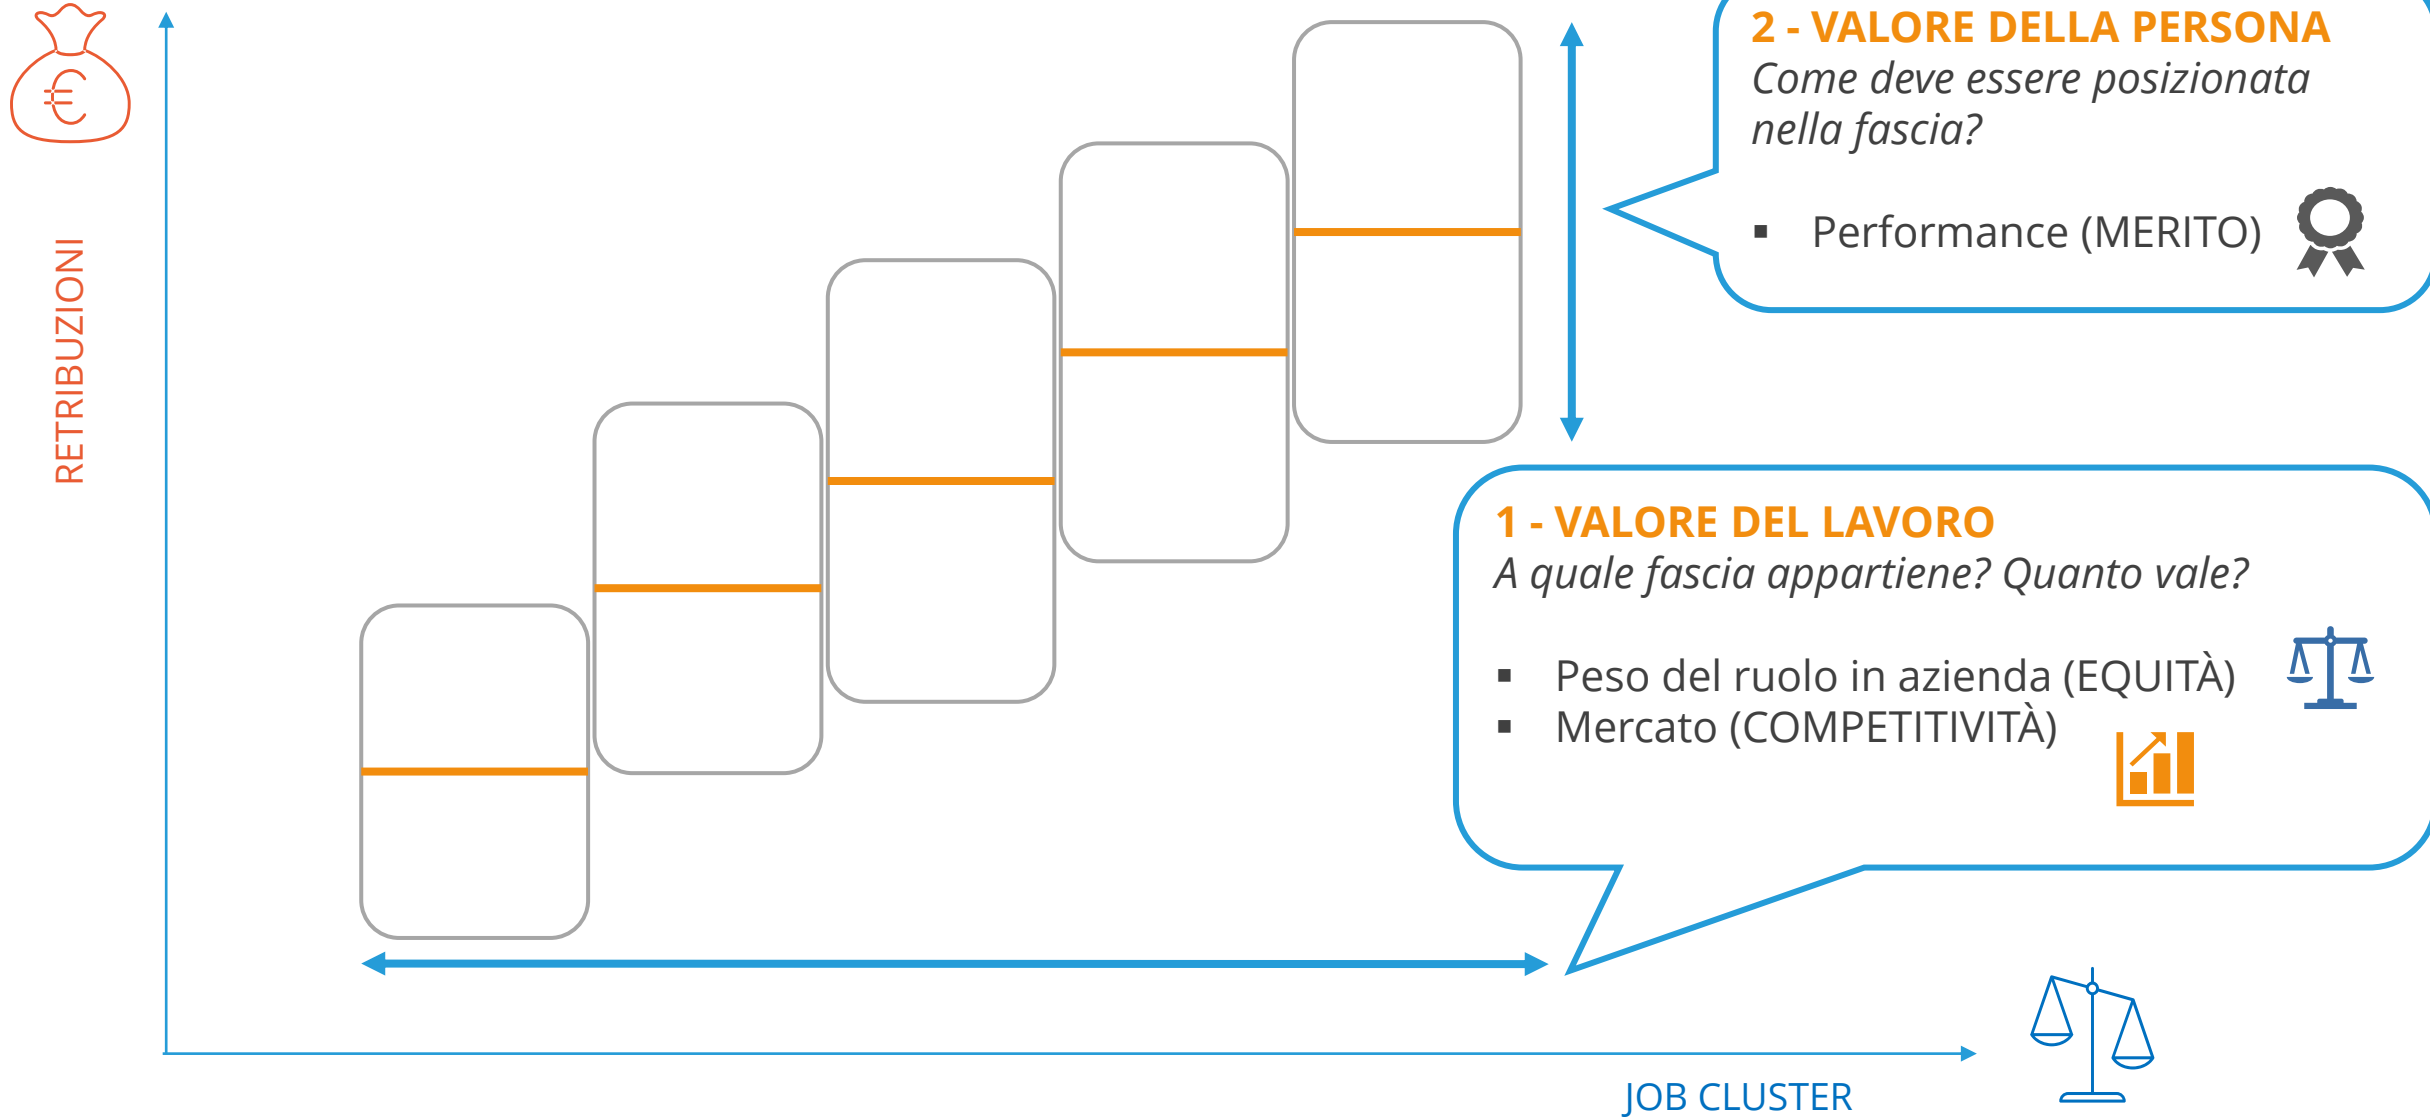 €
RETRIBUZIONI
2 - VALORE DELLA PERSONA
Come deve essere posizionata
nella fascia?
▪ Performance (MERITO)
1 - VALORE DEL LAVORO
A quale fascia appartiene? Quanto vale?
▪ Peso del ruolo in azienda (EQUITÀ)
▪ Mercato (COMPETITIVITÀ)
JOB CLUSTER